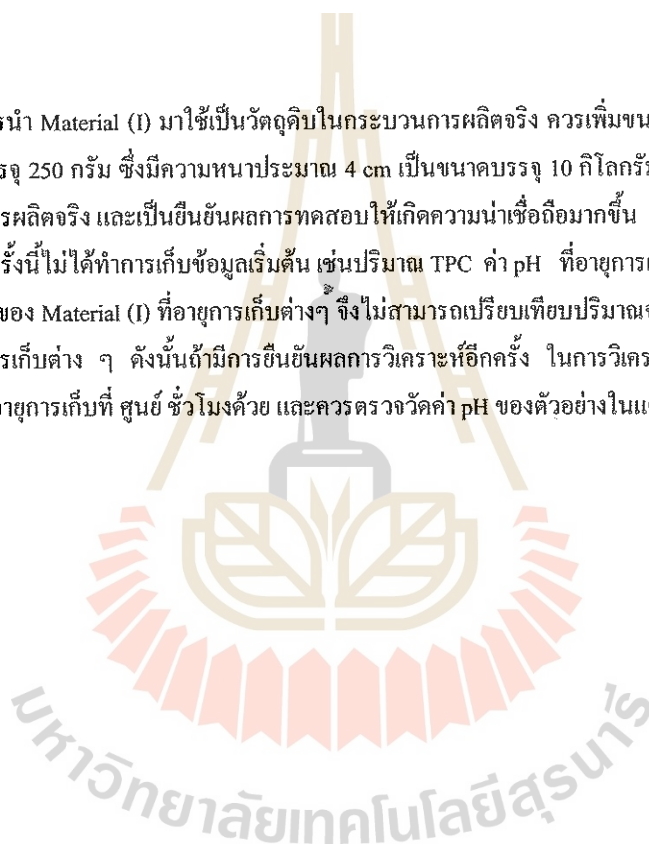 รนำ Material (I) มาใช้เป็นวัตถุดิบในกระบวนการผลิตจริง ควรเพิ่มขน
รจุ 250 กรัม ซึ่งมีความหนาประมาณ 4 cm เป็นขนาดบรรจุ 10 กิโลกรั
รผลิตจริง และเป็นยืนยันผลการทดสอบให้เกิดความน่าเชื่อถือมากขึ้น
รั้งนี้ไม่ได้ทำการเก็บข้อมูลเริ่มต้น เช่นปริมาณ TPC ค่า pH ที่อายุการเ
ของ Material (I) ที่อายุการเก็บต่างๆ จึงไม่สามารถเปรียบเทียบปริมาณจ
รเก็บต่าง ๆ ดังนั้นถ้ามีการยืนยันผลการวิเคราะห์อีกครั้ง ในการวิเคร
อายุการเก็บที่ ศูนย์ ชั่วโมงด้วย และควรตรวจวัดค่า pH ของตัวอย่างในแ
มหาวิทยาลัยเทคโนโลยีสุรนารี